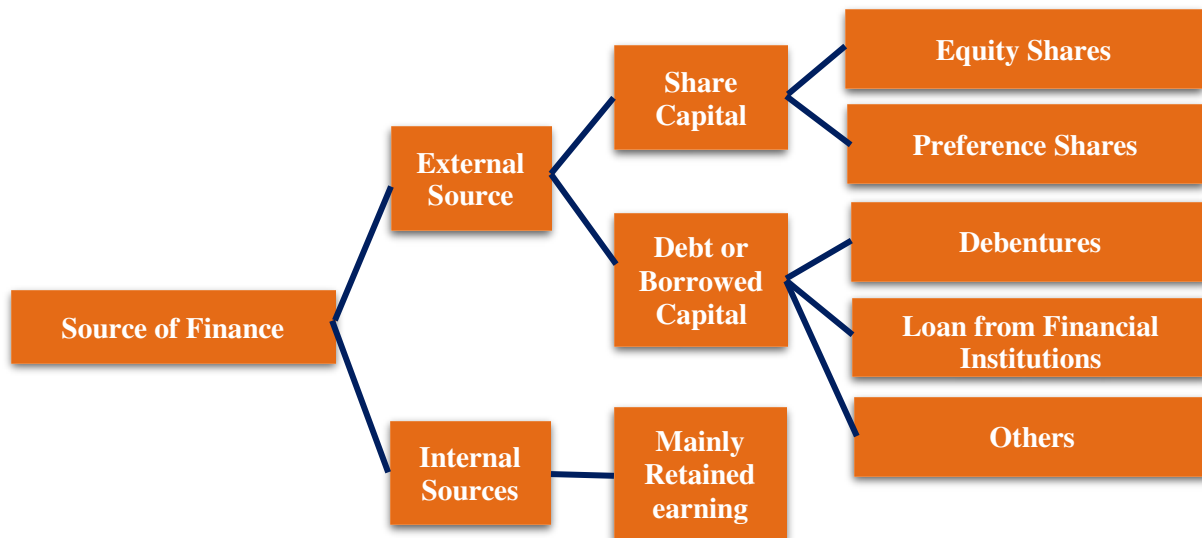 Equity Shares
Share
Capital
Preference Shares
External
Source
Debentures
Debt or
Borrowed
Capital
Loan from Financial
Institutions
Source of Finance
Others
Internal
Sources
Mainly
Retained
earning